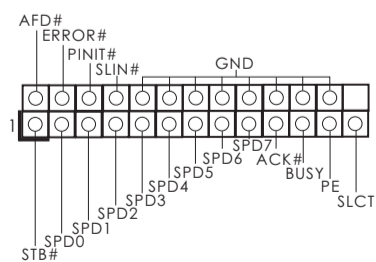 AFD#
ERROR#
PINIT#
SLIN#
GND
1
SPD7
SPD6
ACK#
SPD5
BUSY
SPD4
PE
SPD3
SLCT
SPD2
SPD1
SPD0
STB#